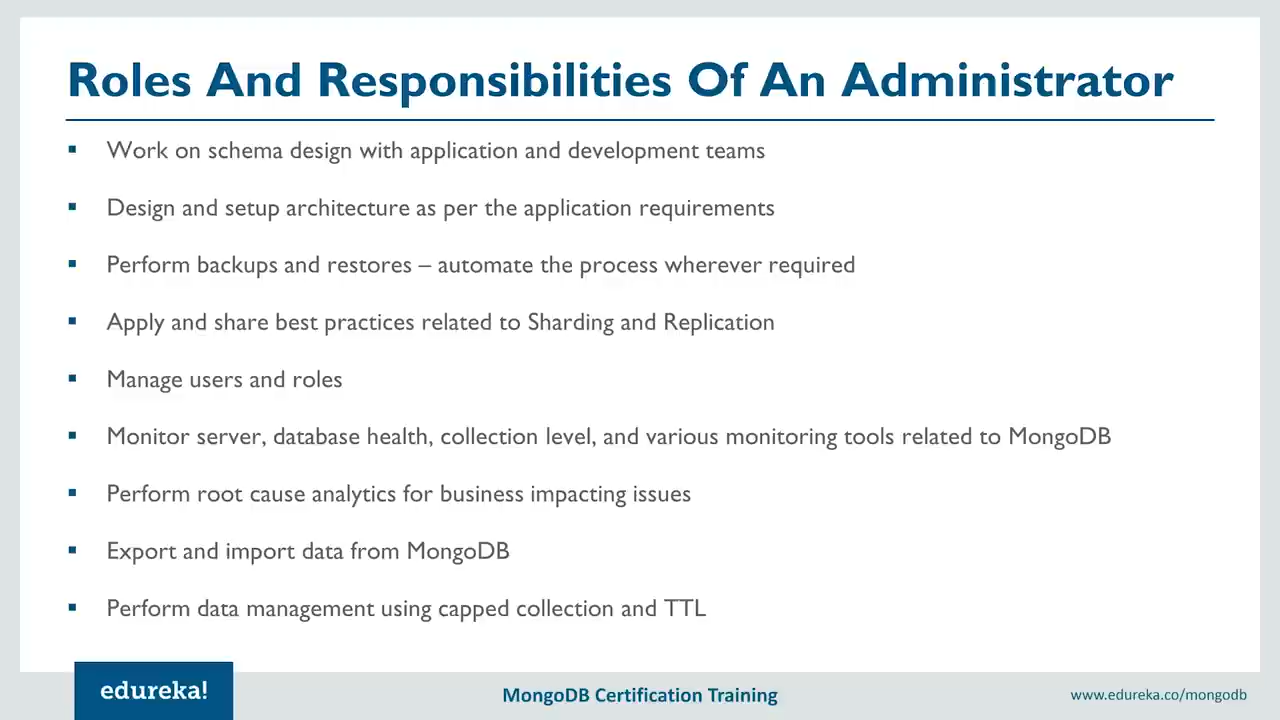 Roles And Responsibilities Of An Administrator
▪ Work on schema design with application and development teams
▪ Design and setup architecture as per the application requirements
▪ Perform backups and restores – automate the process wherever required
▪ Apply and share best practices related to Sharding and Replication
▪ Manage users and roles
▪ Monitor server, database health, collection level, and various monitoring tools related to MongoDB
▪ Perform root cause analytics for business impacting issues
▪ Export and import data from MongoDB
▪ Perform data management using capped collection and TTL
edureka!
MongoDB Certification Training
www.edureka.co/mongodb